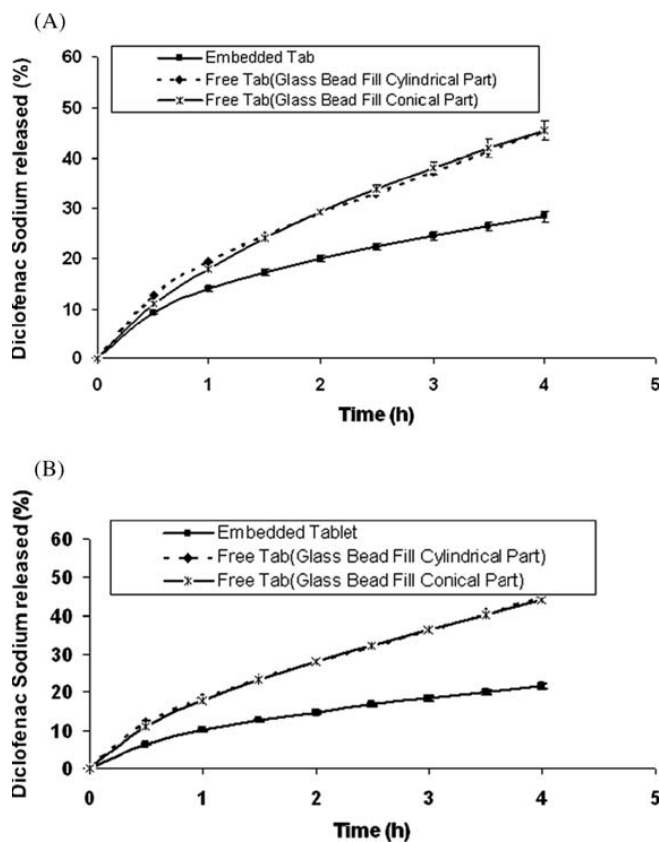 (A)
Diclofenac Sodium released (%)
60
50
40
30
20
10
0
Embedded Tab
Free Tab(Glass Bead Fill Cylindrical Part)
Free Tab(Glass Bead Fill Conical Part)
0 1 2 3 4 5
Time (h)
(B)
Diclofenac Sodium released (%)
60
50
40
30
20
10
0
Embedded Tablet
Free Tab(Glass Bead Fill Cylindrical Part)
Free Tab(Glass Bead Fill Conical Part)
0 1 2 3 4 5
Time (h)